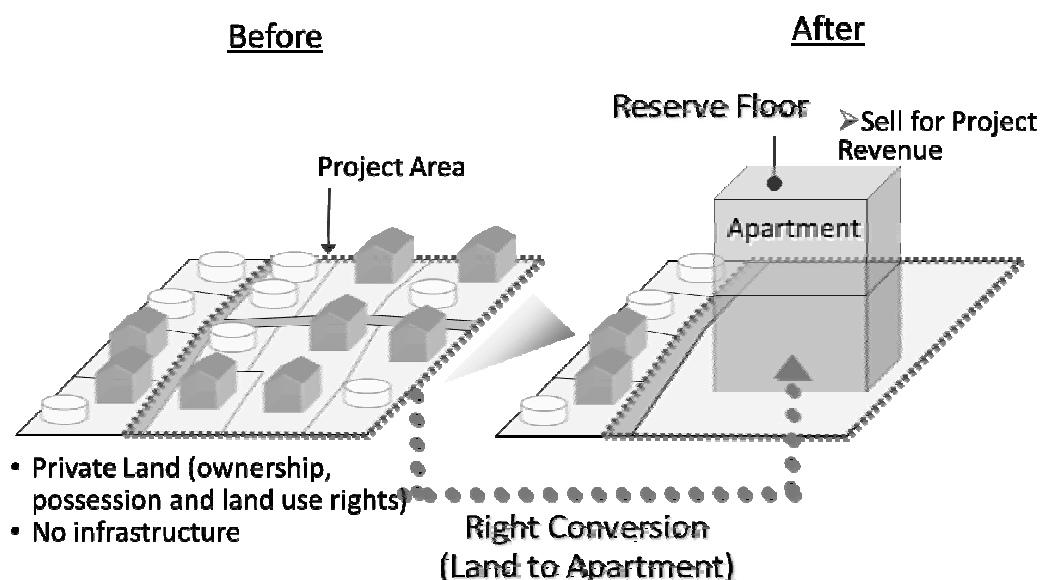 Before
After
Reserve Floor
➢Sell for Project
Revenue
Project Area
Apartment
• Private Land (ownership,
possession and land use rights)
• No infrastructure
Right Conversion
(Land to Apartment)